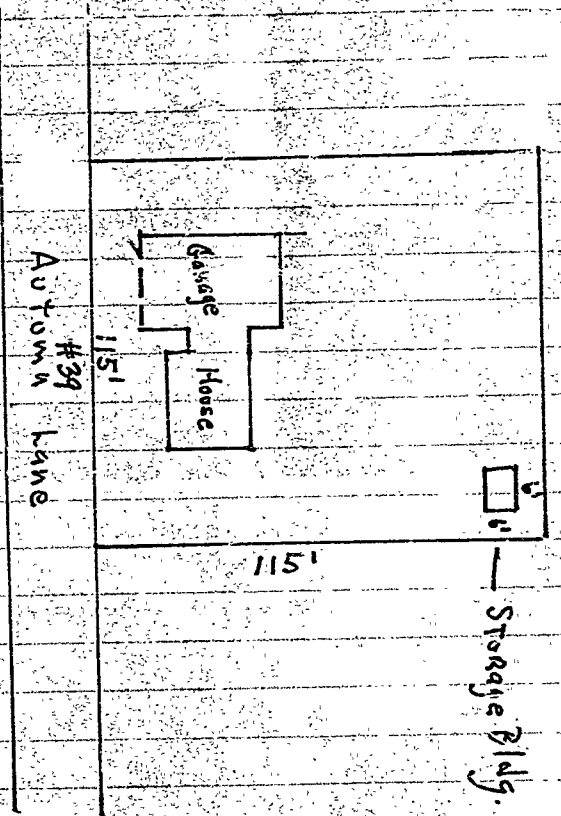 Garage
House
115'
#39
Autumn Lane
115'
6'
6'
Storage Bldg.